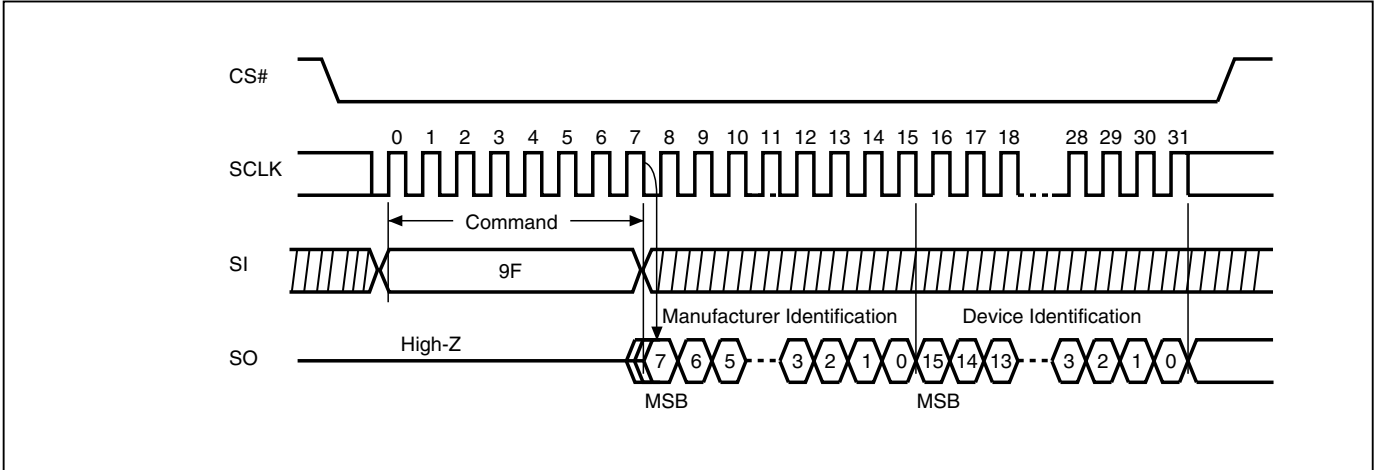 CS#
0 1 2 3 4 5 6 7 8 9 10 11 12 13 14 15 16 17 18 28 29 30 31
SCLK
Command
SI
9F
Manufacturer Identification Device Identification
High-Z
SO
7 6 5 3 2 1 0 15 14 13 3 2 1 0
MSB MSB